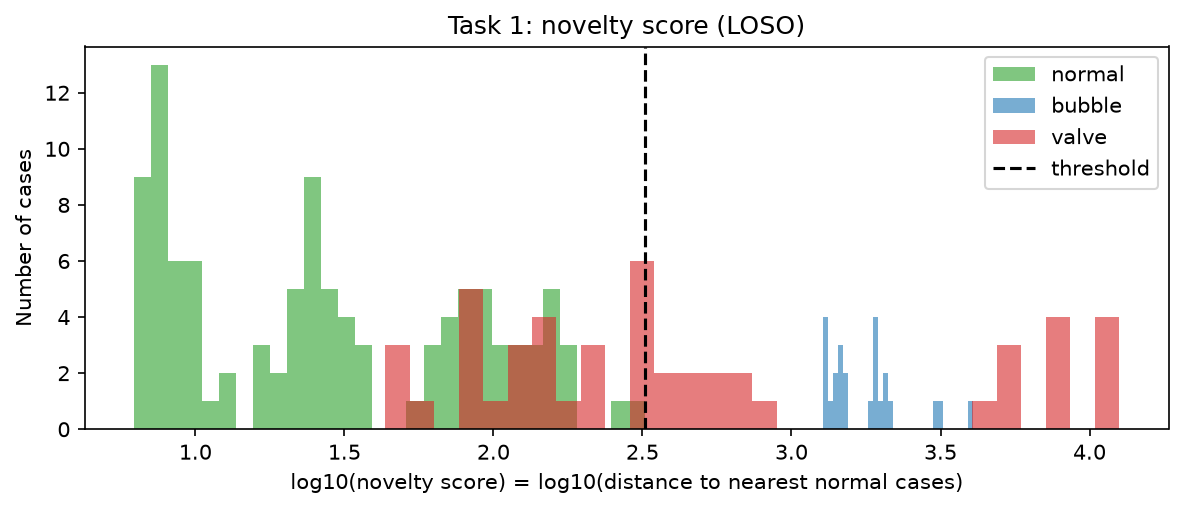 Task 1: novelty score (LOSO)
Number of cases
12
10
8
6
4
2
0
normal
bubble
valve
threshold
1.0 1.5 2.0 2.5 3.0 3.5 4.0
log10(novelty score) = log10(distance to nearest normal cases)